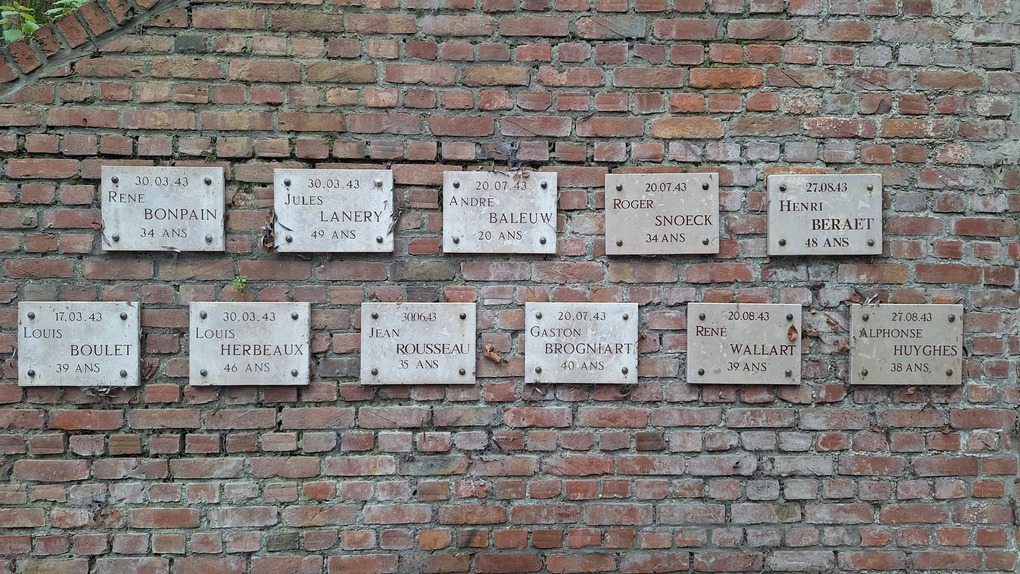 30.03.43
RENE
BONPAIN
34 ANS
30.03.43
JULES
LANERY
49 ANS
20.07.43
ANDRÉ
BALEUW
20 ANS
20.07.43
ROGER
SNOECK
34 ANS
27.08.43
HENRI
BERAET
48 ANS
17.03.43
LOUIS
BOULET
39 ANS
30.03.43
LOUIS
HERBEAUX
46 ANS
30.06.43
JEAN
ROUSSEAU
35 ANS
20.07.43
GASTON
BROGNIART
40 ANS
20.08.43
RENÉ
WALLART
39 ANS
27.08.43
ALPHONSE
HUYGHES
38 ANS